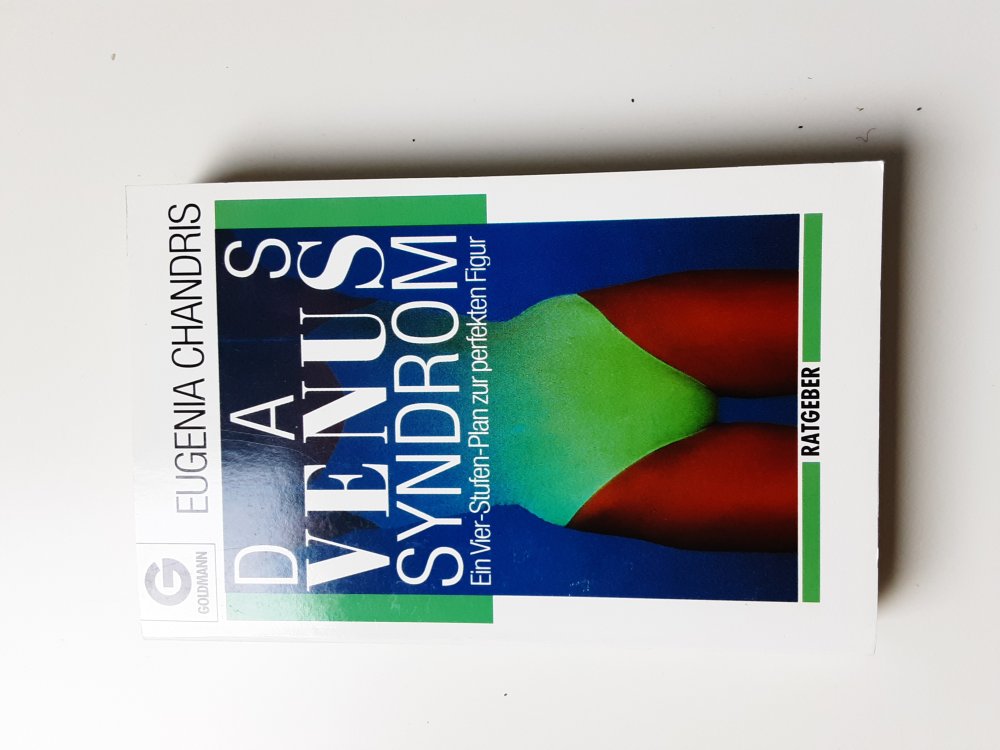 G
GOLDMANN
EUGENIA CHANDRIS
DAS
VENUS
SYNDROM
Ein Vier-Stufen-Plan zur perfekten Figur
RATGEBER